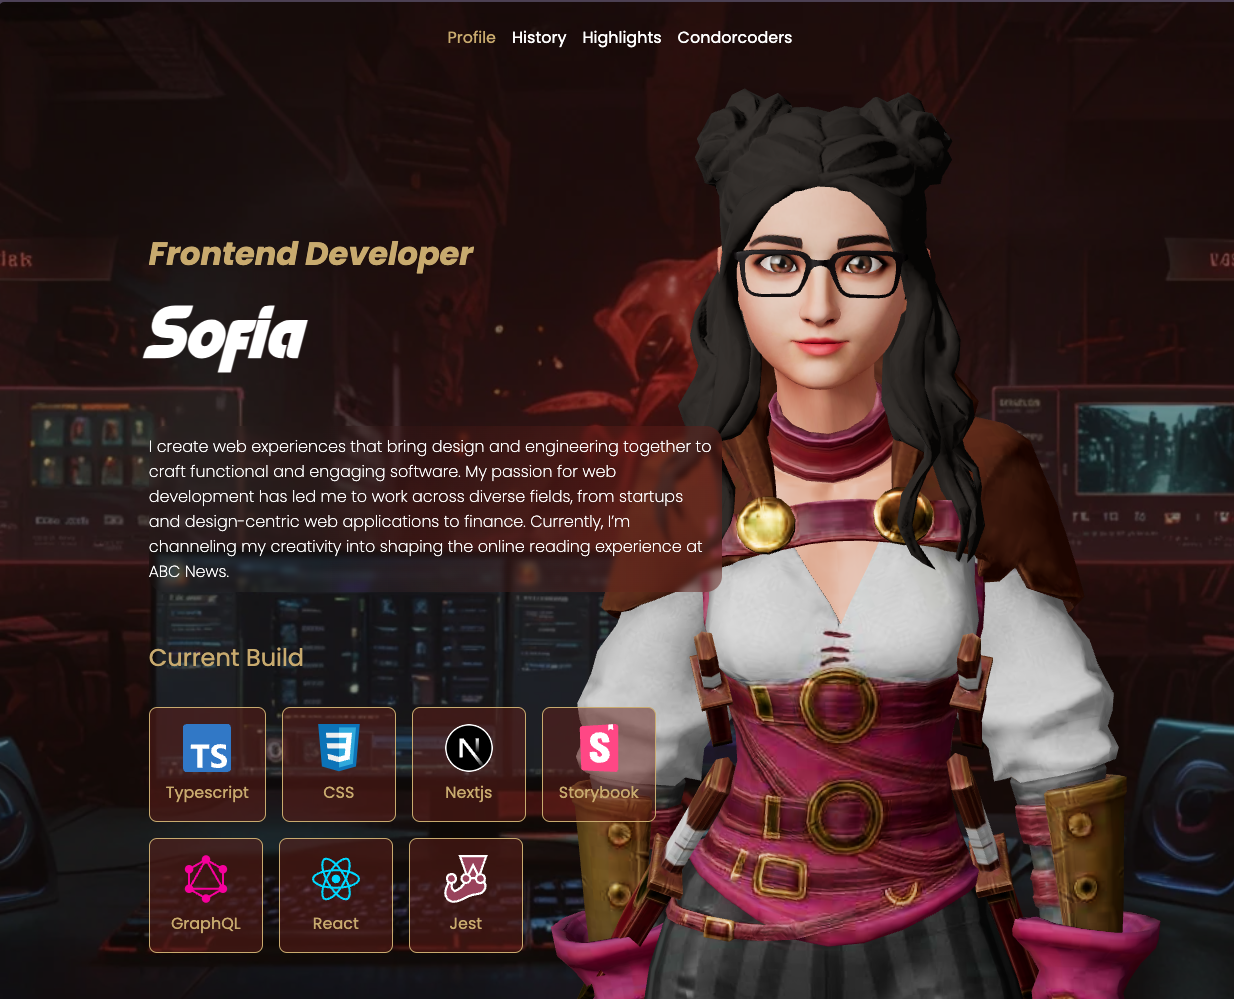 Profile History Highlights Condorcoders
Frontend Developer
Sofia
I create web experiences that bring design and engineering together to
craft functional and engaging software. My passion for web
development has led me to work across diverse fields, from startups
and design-centric web applications to finance. Currently, I'm
channeling my creativity into shaping the online reading experience at
ABC News.
Current Build
TS
3
N
S
Typescript
CSS
Nextjs
Storybook
GraphQL
React
Jest